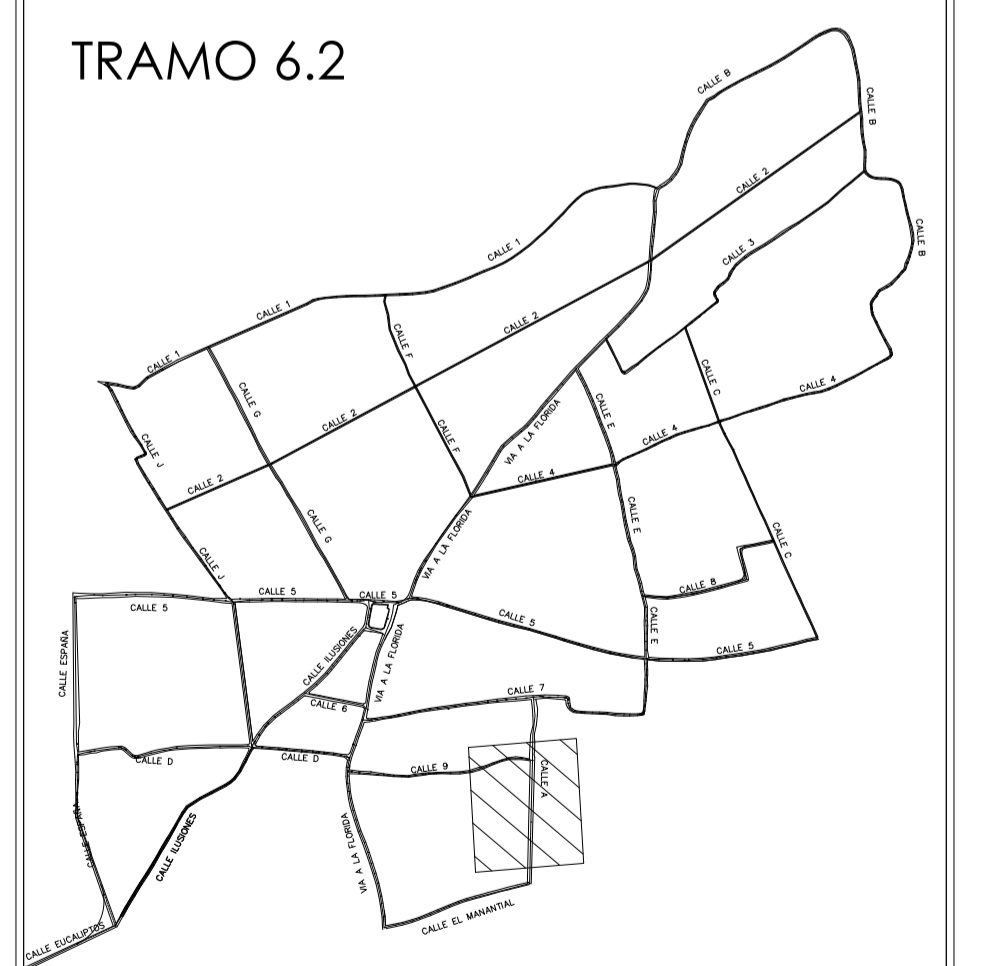 TRAMO 6.2
CALLE B
CALLE B
CALLE 2
CALLE B
CALLE 1
CALLE 3
CALLE 1
CALLE 2
CALLE F
CALLE 1
CALLE C
CALLE 4
CALLE G
CALLE 2
CALLE E
VIA A LA FLORIDA
CALLE F
CALLE 4
CALLE J
CALLE 2
CALLE 4
CALLE G
CALLE E
VIA A LA FLORIDA
CALLE C
CALLE J
CALLE 8
CALLE 5
CALLE 5
CALLE 5
CALLE 5
CALLE E
CALLE 5
CALLE ESPAÑA
CALLE ILUSIONES
VIA A LA FLORIDA
CALLE 7
CALLE 6
CALLE D
CALLE D
CALLE 9
CALLE A
CALLE ESPAÑA
CALLE ILUSIONES
VIA A LA FLORIDA
CALLE EL MANANTIAL
CALLE EUCALIPTOS